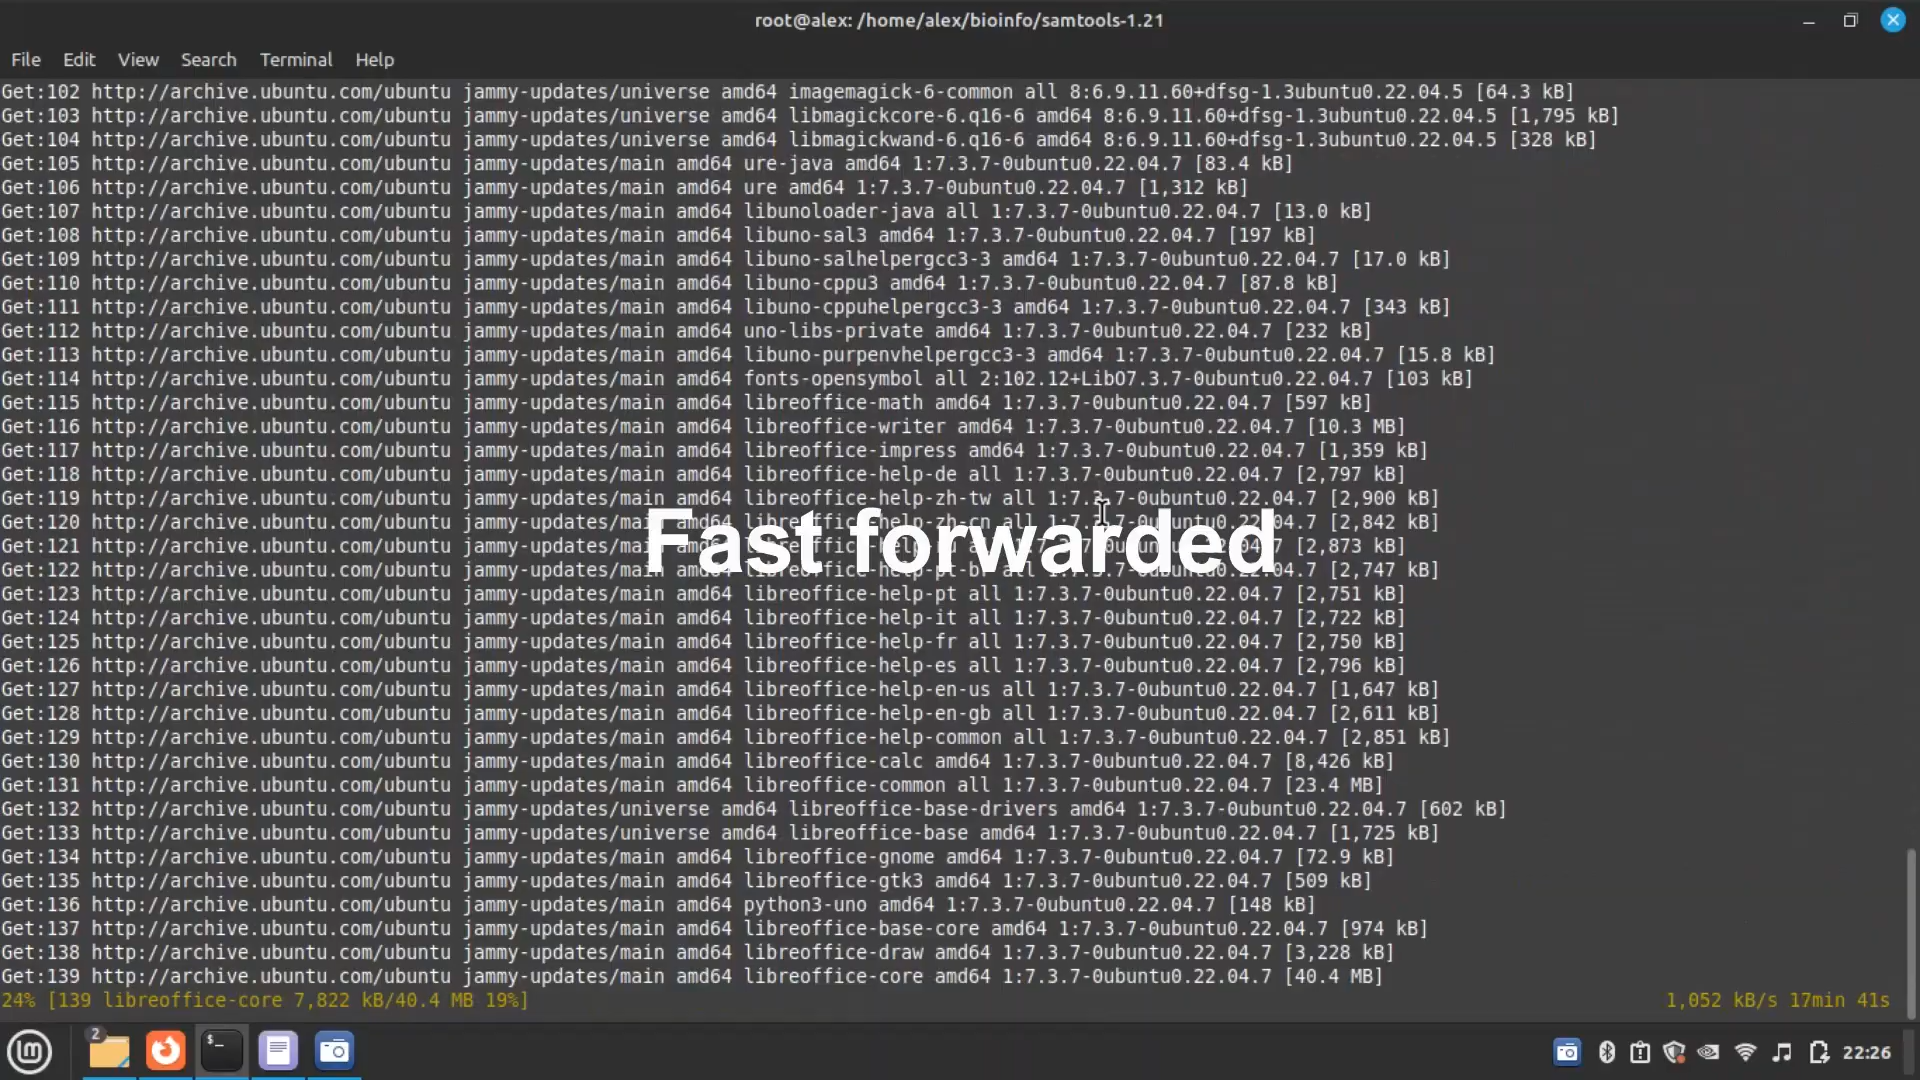 root@alex: /home/alex/bioinfo/samtools-1.21
File Edit View Search Terminal Help
Get:102 http://archive.ubuntu.com/ubuntu jammy-updates/universe amd64 imagemagick-6-common all 8:6.9.11.60+dfsg-1.3ubuntu0.22.04.5 [64.3 kB]
Get:103 http://archive.ubuntu.com/ubuntu jammy-updates/universe amd64 libmagickcore-6.q16-6 amd64 8:6.9.11.60+dfsg-1.3ubuntu0.22.04.5 [1,795 kB]
Get:104 http://archive.ubuntu.com/ubuntu jammy-updates/universe amd64 libmagickwand-6.q16-6 amd64 8:6.9.11.60+dfsg-1.3ubuntu0.22.04.5 [328 kB]
Get:105 http://archive.ubuntu.com/ubuntu jammy-updates/main amd64 ure-java amd64 1:7.3.7-0ubuntu0.22.04.7 [83.4 kB]
Get:106 http://archive.ubuntu.com/ubuntu jammy-updates/main amd64 ure amd64 1:7.3.7-0ubuntu0.22.04.7 [1,312 kB]
Get:107 http://archive.ubuntu.com/ubuntu jammy-updates/main amd64 libunoloader-java all 1:7.3.7-0ubuntu0.22.04.7 [13.0 kB]
Get:108 http://archive.ubuntu.com/ubuntu jammy-updates/main amd64 libuno-sal3 amd64 1:7.3.7-0ubuntu0.22.04.7 [197 kB]
Get:109 http://archive.ubuntu.com/ubuntu jammy-updates/main amd64 libuno-salhelpergcc3-3 amd64 1:7.3.7-0ubuntu0.22.04.7 [17.0 kB]
Get:110 http://archive.ubuntu.com/ubuntu jammy-updates/main amd64 libuno-cppu3 amd64 1:7.3.7-0ubuntu0.22.04.7 [87.8 kB]
Get:111 http://archive.ubuntu.com/ubuntu jammy-updates/main amd64 libuno-cppuhelpergcc3-3 amd64 1:7.3.7-0ubuntu0.22.04.7 [343 kB]
Get:112 http://archive.ubuntu.com/ubuntu jammy-updates/main amd64 uno-libs-private amd64 1:7.3.7-0ubuntu0.22.04.7 [232 kB]
Get:113 http://archive.ubuntu.com/ubuntu jammy-updates/main amd64 libuno-purpenvhelpergcc3-3 amd64 1:7.3.7-0ubuntu0.22.04.7 [15.8 kB]
Get:114 http://archive.ubuntu.com/ubuntu jammy-updates/main amd64 fonts-opensymbol all 2:102.12+LibO7.3.7-0ubuntu0.22.04.7 [103 kB]
Get:115 http://archive.ubuntu.com/ubuntu jammy-updates/main amd64 libreoffice-math amd64 1:7.3.7-0ubuntu0.22.04.7 [597 kB]
Get:116 http://archive.ubuntu.com/ubuntu jammy-updates/main amd64 libreoffice-writer amd64 1:7.3.7-0ubuntu0.22.04.7 [10.3 MB]
Get:117 http://archive.ubuntu.com/ubuntu jammy-updates/main amd64 libreoffice-impress amd64 1:7.3.7-0ubuntu0.22.04.7 [1,359 kB]
Get:118 http://archive.ubuntu.com/ubuntu jammy-updates/main amd64 libreoffice-help-de all 1:7.3.7-0ubuntu0.22.04.7 [2,797 kB]
Get:119 http://archive.ubuntu.com/ubuntu jammy-updates/main amd64 libreoffice-help-zh-tw all 1:7.3.7-0ubuntu0.22.04.7 [2,900 kB]
Get:120 http://archive.ubuntu.com/ubuntu jammy-updates/main amd64 libreoffice-help-zh-cn all 1:7.3.7-0ubuntu0.22.04.7 [2,842 kB]
Fast forwarded
Get:121 http://archive.ubuntu.com/ubuntu [2,873 kB]
Get:122 http://archive.ubuntu.com/ubuntu jammy-updates/main amd64 libreoffice-help-pt-br all 1:7.3.7-0ubuntu0.22.04.7 [2,747 kB]
Get:123 http://archive.ubuntu.com/ubuntu jammy-updates/main amd64 libreoffice-help-pt all 1:7.3.7-0ubuntu0.22.04.7 [2,751 kB]
Get:124 http://archive.ubuntu.com/ubuntu jammy-updates/main amd64 libreoffice-help-it all 1:7.3.7-0ubuntu0.22.04.7 [2,722 kB]
Get:125 http://archive.ubuntu.com/ubuntu jammy-updates/main amd64 libreoffice-help-fr all 1:7.3.7-0ubuntu0.22.04.7 [2,750 kB]
Get:126 http://archive.ubuntu.com/ubuntu jammy-updates/main amd64 libreoffice-help-es all 1:7.3.7-0ubuntu0.22.04.7 [2,796 kB]
Get:127 http://archive.ubuntu.com/ubuntu jammy-updates/main amd64 libreoffice-help-en-us all 1:7.3.7-0ubuntu0.22.04.7 [1,647 kB]
Get:128 http://archive.ubuntu.com/ubuntu jammy-updates/main amd64 libreoffice-help-en-gb all 1:7.3.7-0ubuntu0.22.04.7 [2,611 kB]
Get:129 http://archive.ubuntu.com/ubuntu jammy-updates/main amd64 libreoffice-help-common all 1:7.3.7-0ubuntu0.22.04.7 [2,851 kB]
Get:130 http://archive.ubuntu.com/ubuntu jammy-updates/main amd64 libreoffice-calc amd64 1:7.3.7-0ubuntu0.22.04.7 [8,426 kB]
Get:131 http://archive.ubuntu.com/ubuntu jammy-updates/main amd64 libreoffice-common all 1:7.3.7-0ubuntu0.22.04.7 [23.4 MB]
Get:132 http://archive.ubuntu.com/ubuntu jammy-updates/universe amd64 libreoffice-base-drivers amd64 1:7.3.7-0ubuntu0.22.04.7 [602 kB]
Get:133 http://archive.ubuntu.com/ubuntu jammy-updates/universe amd64 libreoffice-base amd64 1:7.3.7-0ubuntu0.22.04.7 [1,725 kB]
Get:134 http://archive.ubuntu.com/ubuntu jammy-updates/main amd64 libreoffice-gnome amd64 1:7.3.7-0ubuntu0.22.04.7 [72.9 kB]
Get:135 http://archive.ubuntu.com/ubuntu jammy-updates/main amd64 libreoffice-gtk3 amd64 1:7.3.7-0ubuntu0.22.04.7 [509 kB]
Get:136 http://archive.ubuntu.com/ubuntu jammy-updates/main amd64 python3-uno amd64 1:7.3.7-0ubuntu0.22.04.7 [148 kB]
Get:137 http://archive.ubuntu.com/ubuntu jammy-updates/main amd64 libreoffice-base-core amd64 1:7.3.7-0ubuntu0.22.04.7 [974 kB]
Get:138 http://archive.ubuntu.com/ubuntu jammy-updates/main amd64 libreoffice-draw amd64 1:7.3.7-0ubuntu0.22.04.7 [3,228 kB]
Get:139 http://archive.ubuntu.com/ubuntu jammy-updates/main amd64 libreoffice-core amd64 1:7.3.7-0ubuntu0.22.04.7 [40.4 MB]
24% [139 libreoffice-core 7,822 kB/40.4 MB 19%] 1,052 kB/s 17min 41s
2
22:26